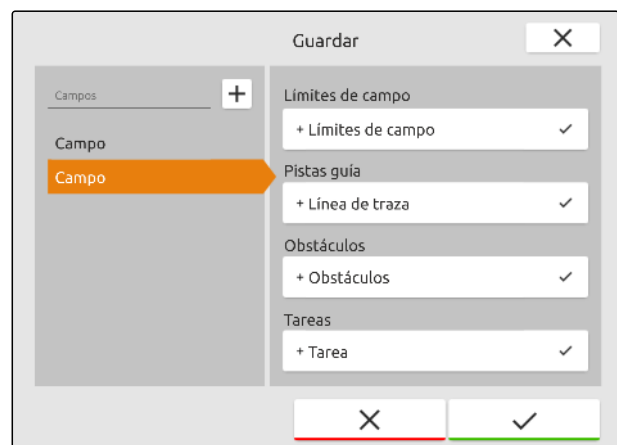 Guardar
Campos
Campo
Campo
Límites de campo
+ Límites de campo
Pistas guía
+ Línea de traza
Obstáculos
+ Obstáculos
Tareas
+ Tarea